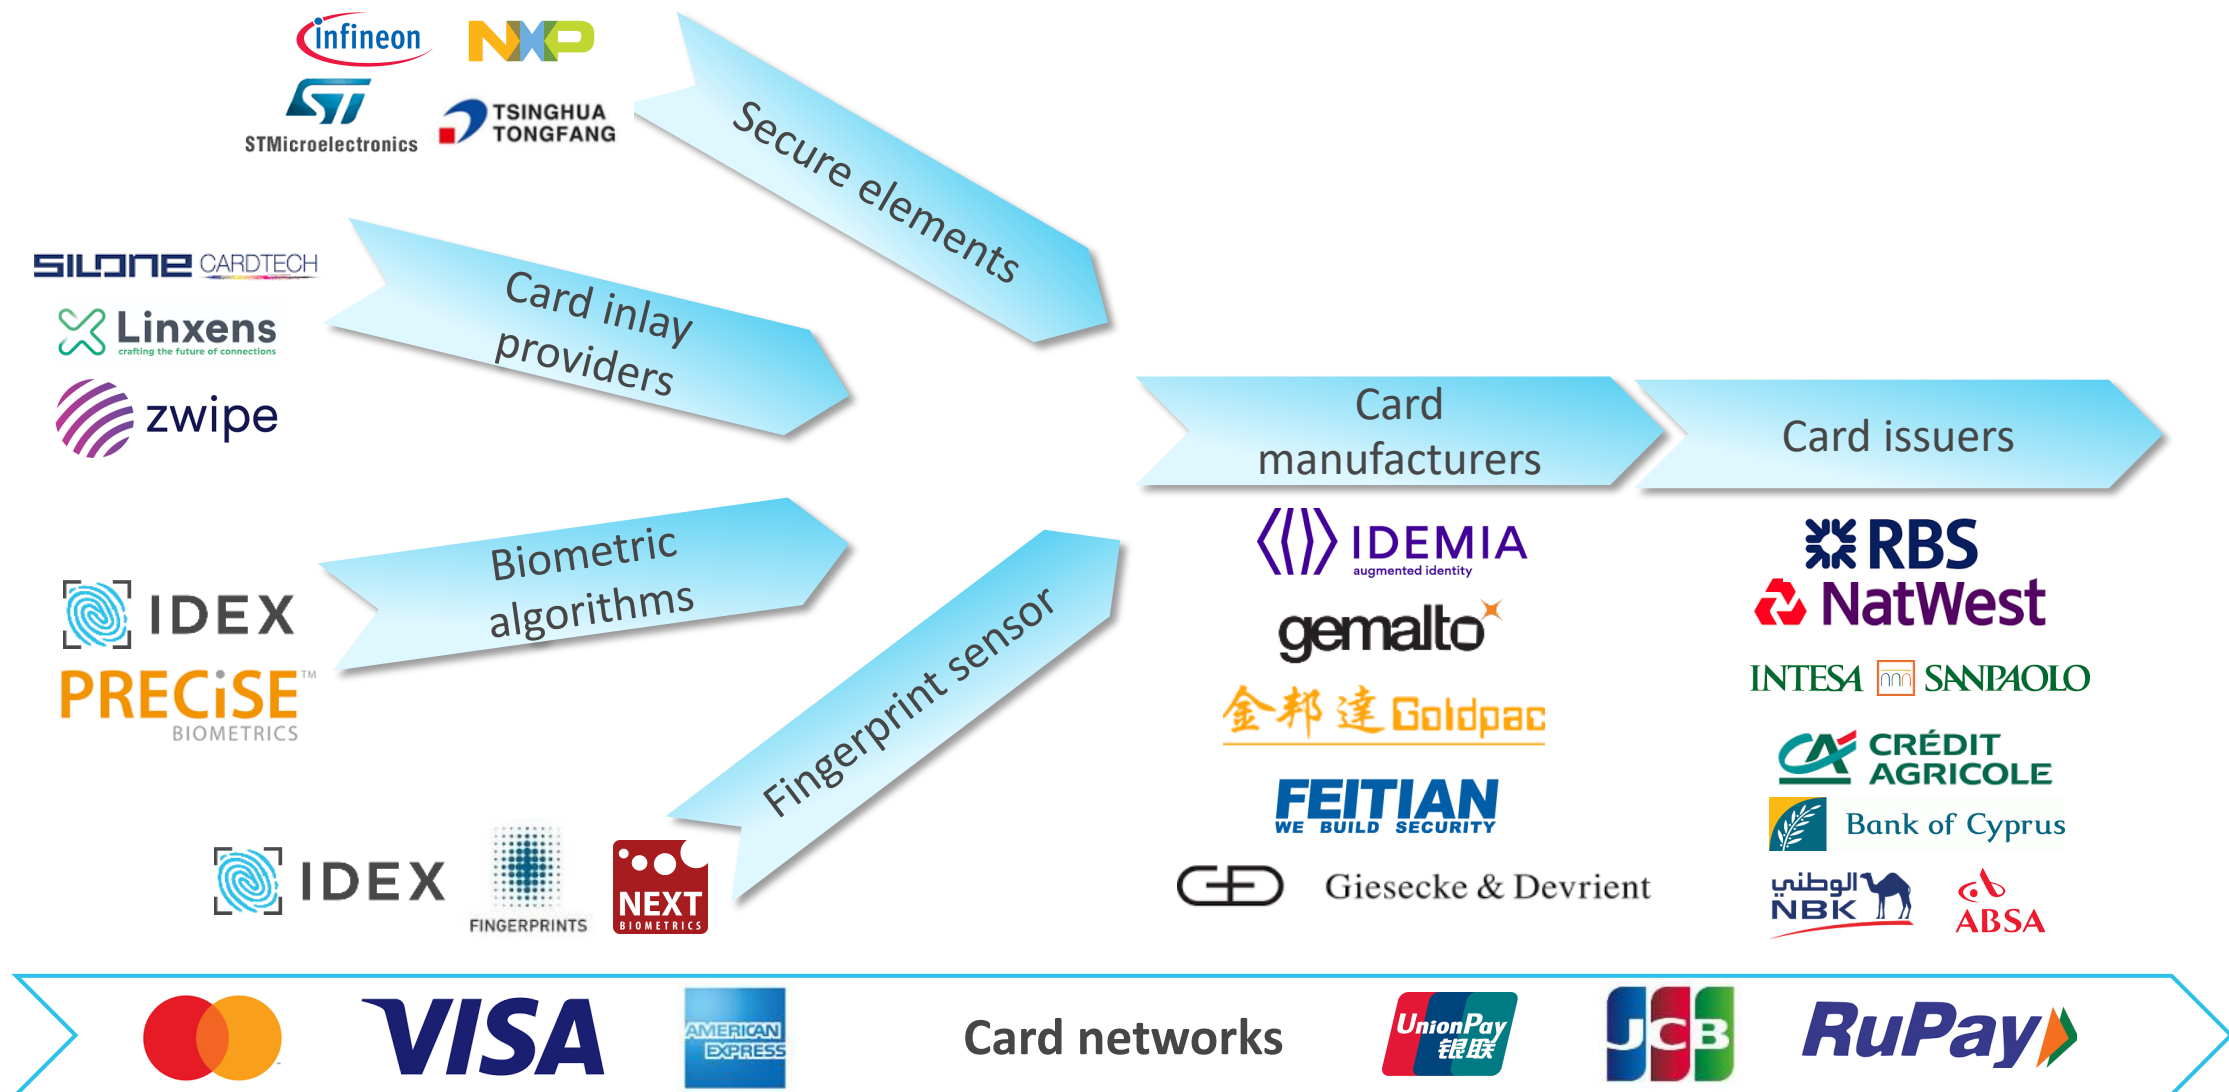 infineon
NXP
ST
STMicroelectronics
TSINGHUA
TONGFANG
Secure elements
SILONE CARDTECH
Linxens
crafting the future of connections
zwipe
Card inlay
providers
IDEX
PRECiSE™
BIOMETRICS
Biometric
algorithms
IDEX
FINGERPRINTS
NEXT
BIOMETRICS
Fingerprint sensor
Card
manufacturers
IDEMIA
augmented identity
gemalto
金邦達 Goldpac
FEITIAN
WE BUILD SECURITY
Giesecke & Devrient
Card issuers
RBS
NatWest
INTESA SANPAOLO
CRÉDIT
AGRICOLE
Bank of Cyprus
الوطني
NBK
ABSA
VISA
AMERICAN
EXPRESS
Card networks
UnionPay
银联
JCB
RuPay